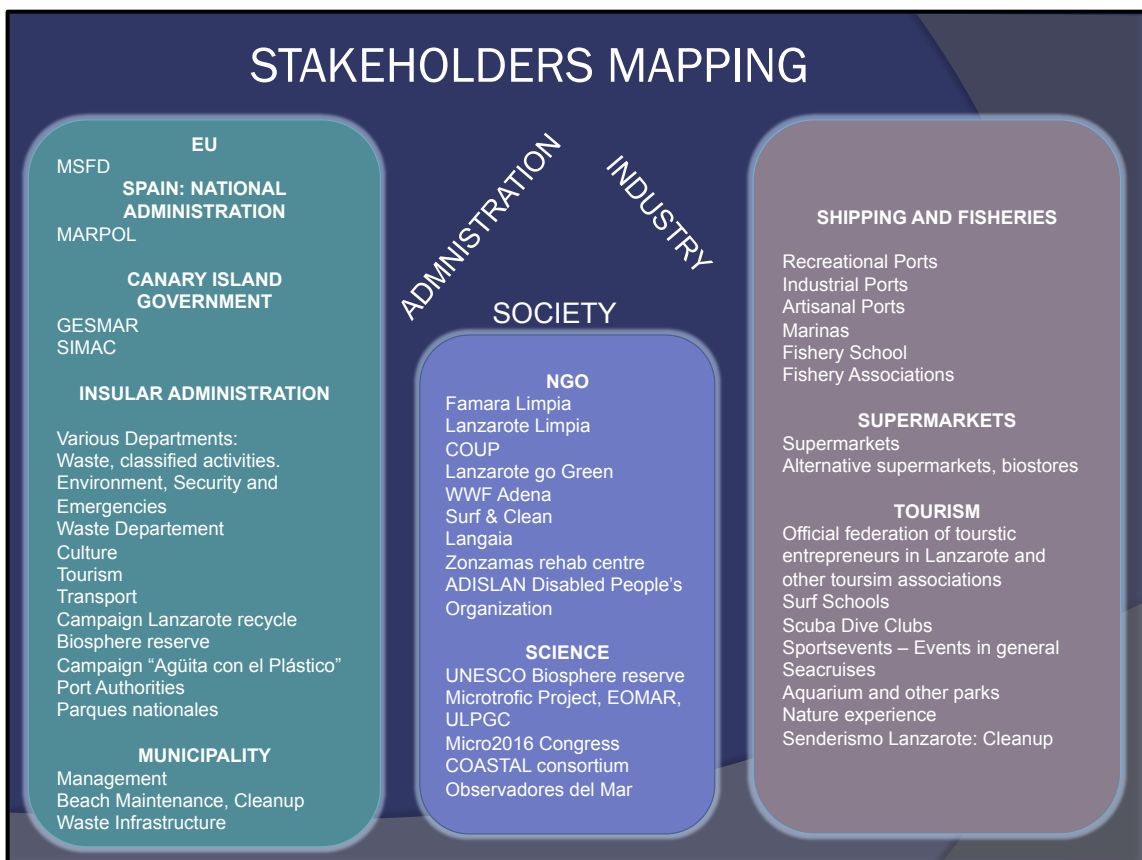 STAKEHOLDERS MAPPING
EU
MSFD
SPAIN: NATIONAL
ADMINISTRATION
MARPOL
CANARY ISLAND
GOVERNMENT
GESMAR
SIMAC
INSULAR ADMINISTRATION
Various Departments:
Waste, classified activities.
Environment, Security and
Emergencies
Waste Departement
Culture
Tourism
Transport
Campaign Lanzarote recycle
Biosphere reserve
Campaign “Agüita con el Plástico”
Port Authorities
Parques nationales
MUNICIPALITY
Management
Beach Maintenance, Cleanup
Waste Infrastructure
ADMNISTRATION
INDUSTRY
SOCIETY
NGO
Famara Limpia
Lanzarote Limpia
COUP
Lanzarote go Green
WWF Adena
Surf & Clean
Langaia
Zonzamas rehab centre
ADISLAN Disabled People’s
Organization
SCIENCE
UNESCO Biosphere reserve
Microtrofic Project, EOMAR,
ULPGC
Micro2016 Congress
COASTAL consortium
Observadores del Mar
SHIPPING AND FISHERIES
Recreational Ports
Industrial Ports
Artisanal Ports
Marinas
Fishery School
Fishery Associations
SUPERMARKETS
Supermarkets
Alternative supermarkets, biostores
TOURISM
Official federation of tourstic
entrepreneurs in Lanzarote and
other toursim associations
Surf Schools
Scuba Dive Clubs
Sportsevents – Events in general
Seacruises
Aquarium and other parks
Nature experience
Senderismo Lanzarote: Cleanup